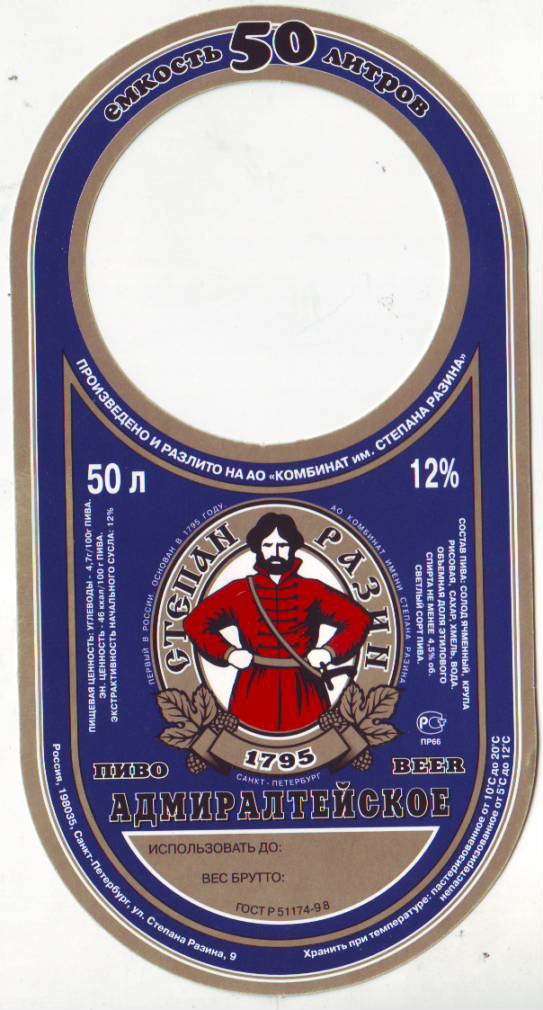 емкость 50 литров
ПРОИЗВЕДЕНО И РАЗЛИТО НА АО «КОМБИНАТ им. СТЕПАНА РАЗИНА»
50 л
12%
ПИЩЕВАЯ ЦЕННОСТЬ: УГЛЕВОДЫ - 4,7г/100г ПИВА.
ЭН. ЦЕННОСТЬ - 46 ккал/100 г ПИВА.
ЭКСТРАКТИВНОСТЬ НАЧАЛЬНОГО СУСЛА: 12%
ПЕРВЫЙ В РОССИИ. ОСНОВАН В 1795 ГОДУ
АО КОМБИНАТ ИМЕНИ СТЕПАНА РАЗИНА
СТЕПАН РАЗИН
СОСТАВ ПИВА: СОЛОД ЯЧМЕННЫЙ, КРУПА
РИСОВАЯ, САХАР, ХМЕЛЬ, ВОДА.
ОБЪЕМНАЯ ДОЛЯ ЭТИЛОВОГО
СПИРТА НЕ МЕНЕЕ 4,5% об.
СВЕТЛЫЙ СОРТ ПИВА.
РС
ПР66
1795
САНКТ-ПЕТЕРБУРГ
ПИВО
BEER
АДМИРАЛТЕЙСКОЕ
ИСПОЛЬЗОВАТЬ ДО:
ВЕС БРУТТО:
ГОСТ Р 51174-98
Россия, 198035, Санкт-Петербург, ул. Степана Разина, 9
Хранить при температуре: пастеризованное от 10°С до 20°С
непастеризованное от 5°С до 12°С